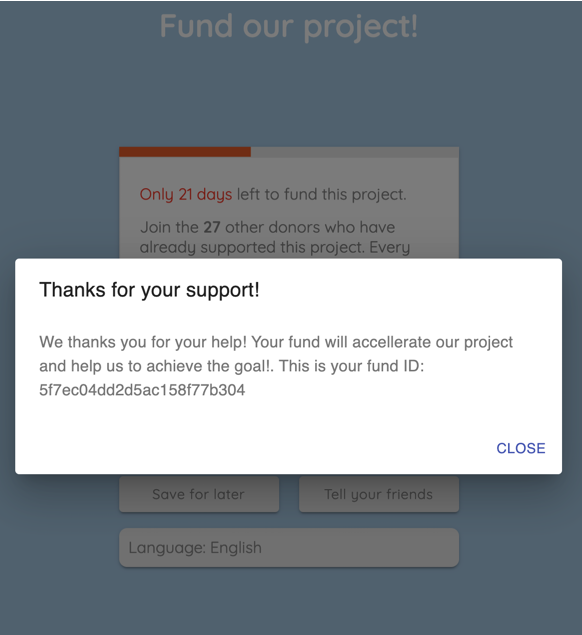 Fund our project!
Only 21 days left to fund this project.
Join the 27 other donors who have
already supported this project. Every
Thanks for your support!
We thanks you for your help! Your fund will accellerate our project
and help us to achieve the goal!. This is your fund ID:
5f7ec04dd2d5ac158f77b304
CLOSE
Save for later
Tell your friends
Language: English